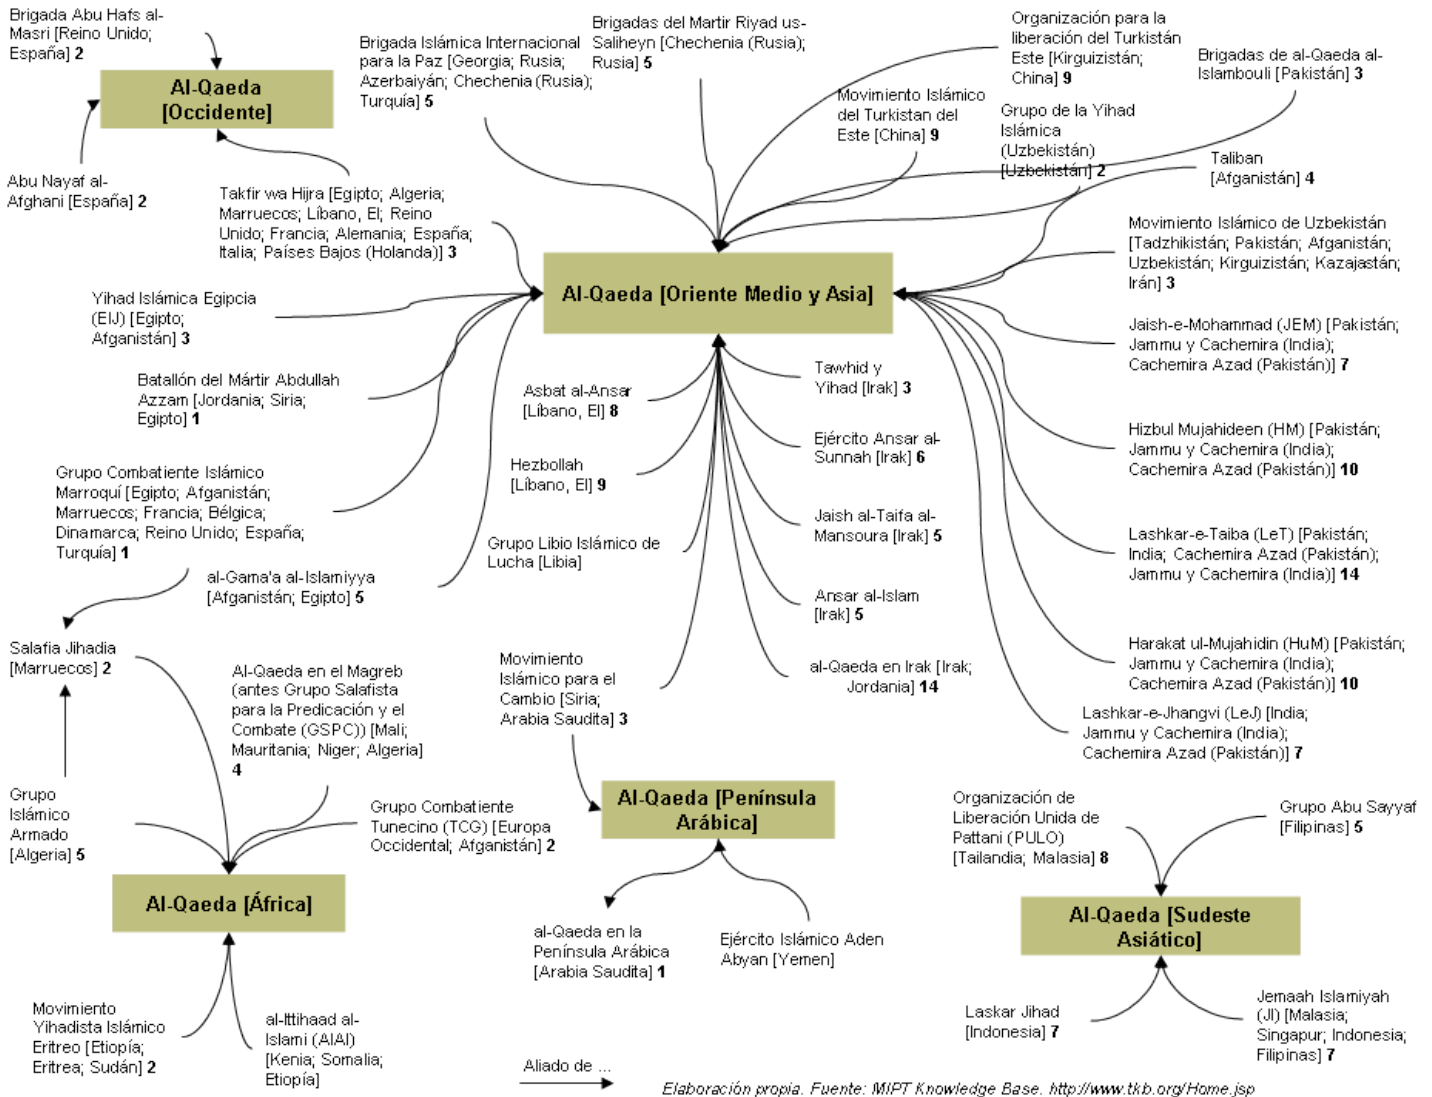 Brigada Abu Hafs al-
Masri [Reino Unido;
España] 2
Al-Qaeda
[Occidente]
Abu Nayaf al-
Afghani [España] 2
Takfir wa Hijra [Egipto; Algeria;
Marruecos; Líbano, El; Reino
Unido; Francia; Alemania; España;
Italia; Países Bajos (Holanda)] 3
Brigada Islámica Internacional
para la Paz [Georgia; Rusia;
Azerbaiyán; Chechenia (Rusia);
Turquía] 5
Brigadas del Martir Riyad us-
Saliheyn [Chechenia (Rusia);
Rusia] 5
Movimiento Islámico
del Turkistan del
Este [China] 9
Organización para la
liberación del Turkistán
Este [Kirguizistán;
China] 9
Grupo de la Yihad
Islámica
(Uzbekistán)
[Uzbekistán] 2
Brigadas de al-Qaeda al-
Islambouli [Pakistán] 3
Taliban
[Afganistán] 4
Movimiento Islámico de Uzbekistán
[Tadzhikistán; Pakistán; Afganistán;
Uzbekistán; Kirguizistán; Kazajastán;
Irán] 3
Al-Qaeda [Oriente Medio y Asia]
Yihad Islámica Egipcia
(EIJ) [Egipto;
Afganistán] 3
Batallón del Mártir Abdullah
Azzam [Jordania; Siria;
Egipto] 1
Grupo Combatiente Islámico
Marroquí [Egipto; Afganistán;
Marruecos; Francia; Bélgica;
Dinamarca; Reino Unido; España;
Turquía] 1
al-Gama'a al-Islamiyya
[Afganistán; Egipto] 5
Asbat al-Ansar
[Líbano, El] 8
Hezbollah
[Líbano, El] 9
Grupo Libio Islámico de
Lucha [Libia]
Movimiento
Islámico para el
Cambio [Siria;
Arabia Saudita] 3
Tawhid y
Yihad [Irak] 3
Ejército Ansar al-
Sunnah [Irak] 6
Jaish al-Taifa al-
Mansoura [Irak] 5
Ansar al-Islam
[Irak] 5
al-Qaeda en Irak [Irak;
Jordania] 14
Jaish-e-Mohammad (JEM) [Pakistán;
Jammu y Cachemira (India);
Cachemira Azad (Pakistán)] 7
Hizbul Mujahideen (HM) [Pakistán;
Jammu y Cachemira (India);
Cachemira Azad (Pakistán)] 10
Lashkar-e-Taiba (LeT) [Pakistán;
India; Cachemira Azad (Pakistán);
Jammu y Cachemira (India)] 14
Harakat ul-Mujahidin (HuM) [Pakistán;
Jammu y Cachemira (India);
Cachemira Azad (Pakistán)] 10
Lashkar-e-Jhangvi (LeJ) [India;
Jammu y Cachemira (India);
Cachemira Azad (Pakistán)] 7
Salafia Jihadia
[Marruecos] 2
Al-Qaeda en el Magreb
(antes Grupo Salafista
para la Predicación y el
Combate (GSPC)) [Mali;
Mauritania; Niger; Algeria]
4
Grupo
Islámico
Armado
[Algeria] 5
Grupo Combatiente
Tunecino (TCG) [Europa
Occidental; Afganistán] 2
Al-Qaeda [África]
Movimiento
Yihadista Islámico
Eritreo [Etiopía;
Eritrea; Sudán] 2
al-Ittihaad al-
Islami (AIAI)
[Kenia; Somalia;
Etiopía]
Al-Qaeda [Península
Arábica]
al-Qaeda en la
Península Arábica
[Arabia Saudita] 1
Ejército Islámico Aden
Abyan [Yemen]
Organización de
Liberación Unida de
Pattani (PULO)
[Tailandia; Malasia] 8
Grupo Abu Sayyaf
[Filipinas] 5
Al-Qaeda [Sudeste
Asiático]
Laskar Jihad
[Indonesia] 7
Jemaah Islamiyah
(JI) [Malasia;
Singapur; Indonesia;
Filipinas] 7
Aliado de ...
Elaboración propia. Fuente: MIPT Knowledge Base. http://www.tkb.org/Home.jsp